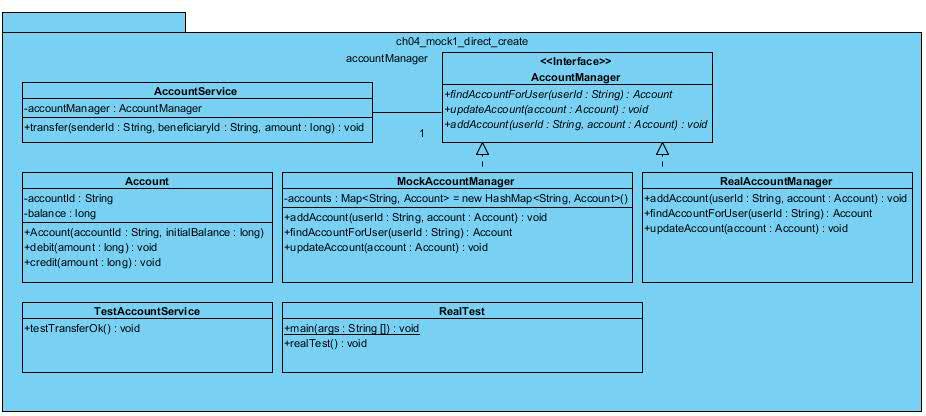 ch04_mock1_direct_create
accountManager
<<Interface>>
AccountManager
+findAccountForUser(userId : String) : Account
+updateAccount(account : Account) : void
+addAccount(userId : String, account : Account) : void
AccountService
-accountManager : AccountManager
+transfer(senderId : String, beneficiaryId : String, amount : long) : void
1
Account
-accountId : String
-balance : long
+Account(accountId : String, initialBalance : long)
+debit(amount : long) : void
+credit(amount : long) : void
MockAccountManager
-accounts : Map<String, Account> = new HashMap<String, Account>()
+addAccount(userId : String, account : Account) : void
+findAccountForUser(userId : String) : Account
+updateAccount(account : Account) : void
RealAccountManager
+addAccount(userId : String, account : Account) : void
+findAccountForUser(userId : String) : Account
+updateAccount(account : Account) : void
TestAccountService
+testTransferOk() : void
RealTest
+main(args : String []) : void
+realTest() : void